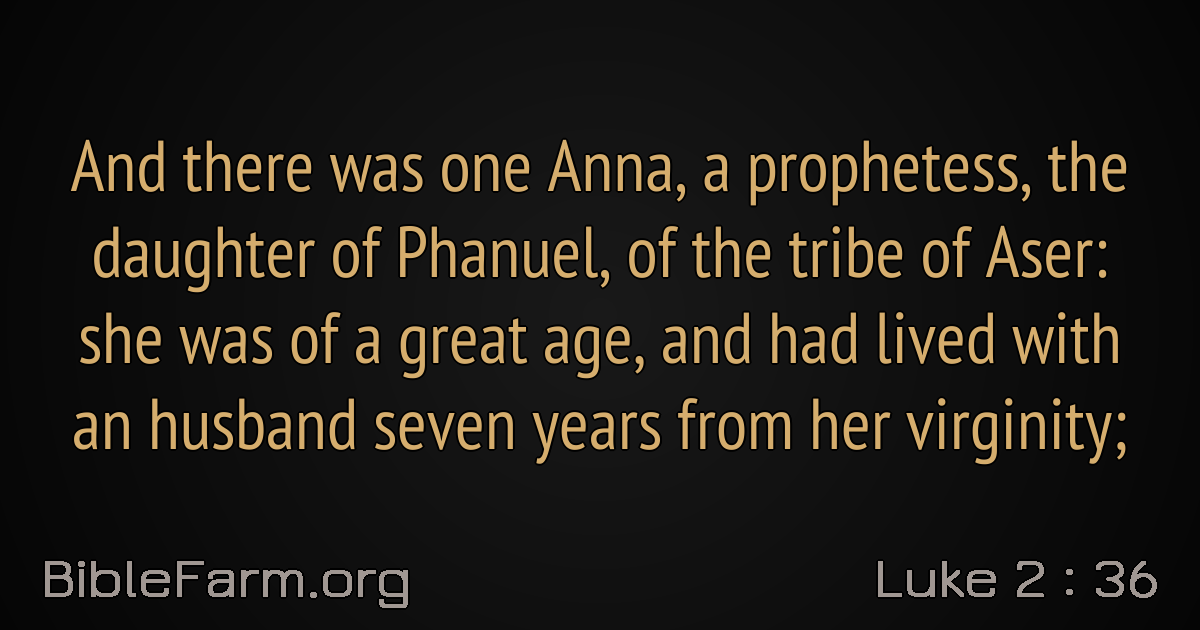 And there was one Anna, a prophetess, the
daughter of Phanuel, of the tribe of Aser:
she was of a great age, and had lived with
an husband seven years from her virginity;
BibleFarm.org
Luke 2 : 36